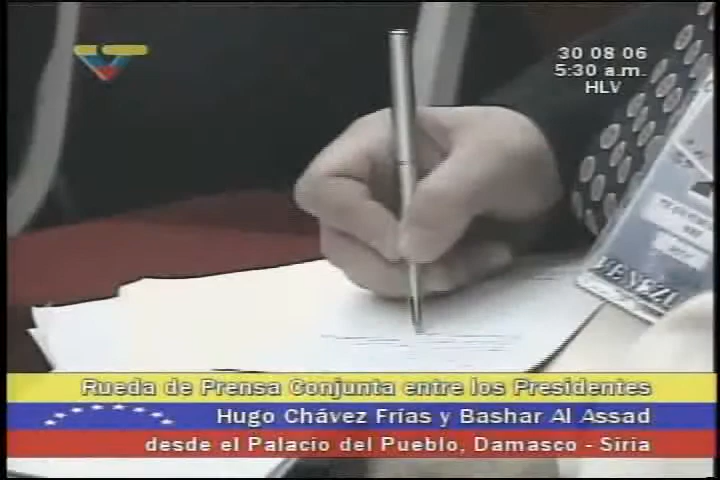 30 08 06
5:30 a.m.
HLV
VENEZU
Rueda de Prensa Conjunta entre los Presidentes
Hugo Chávez Frías y Bashar Al Assad
desde el Palacio del Pueblo, Damasco - Siria